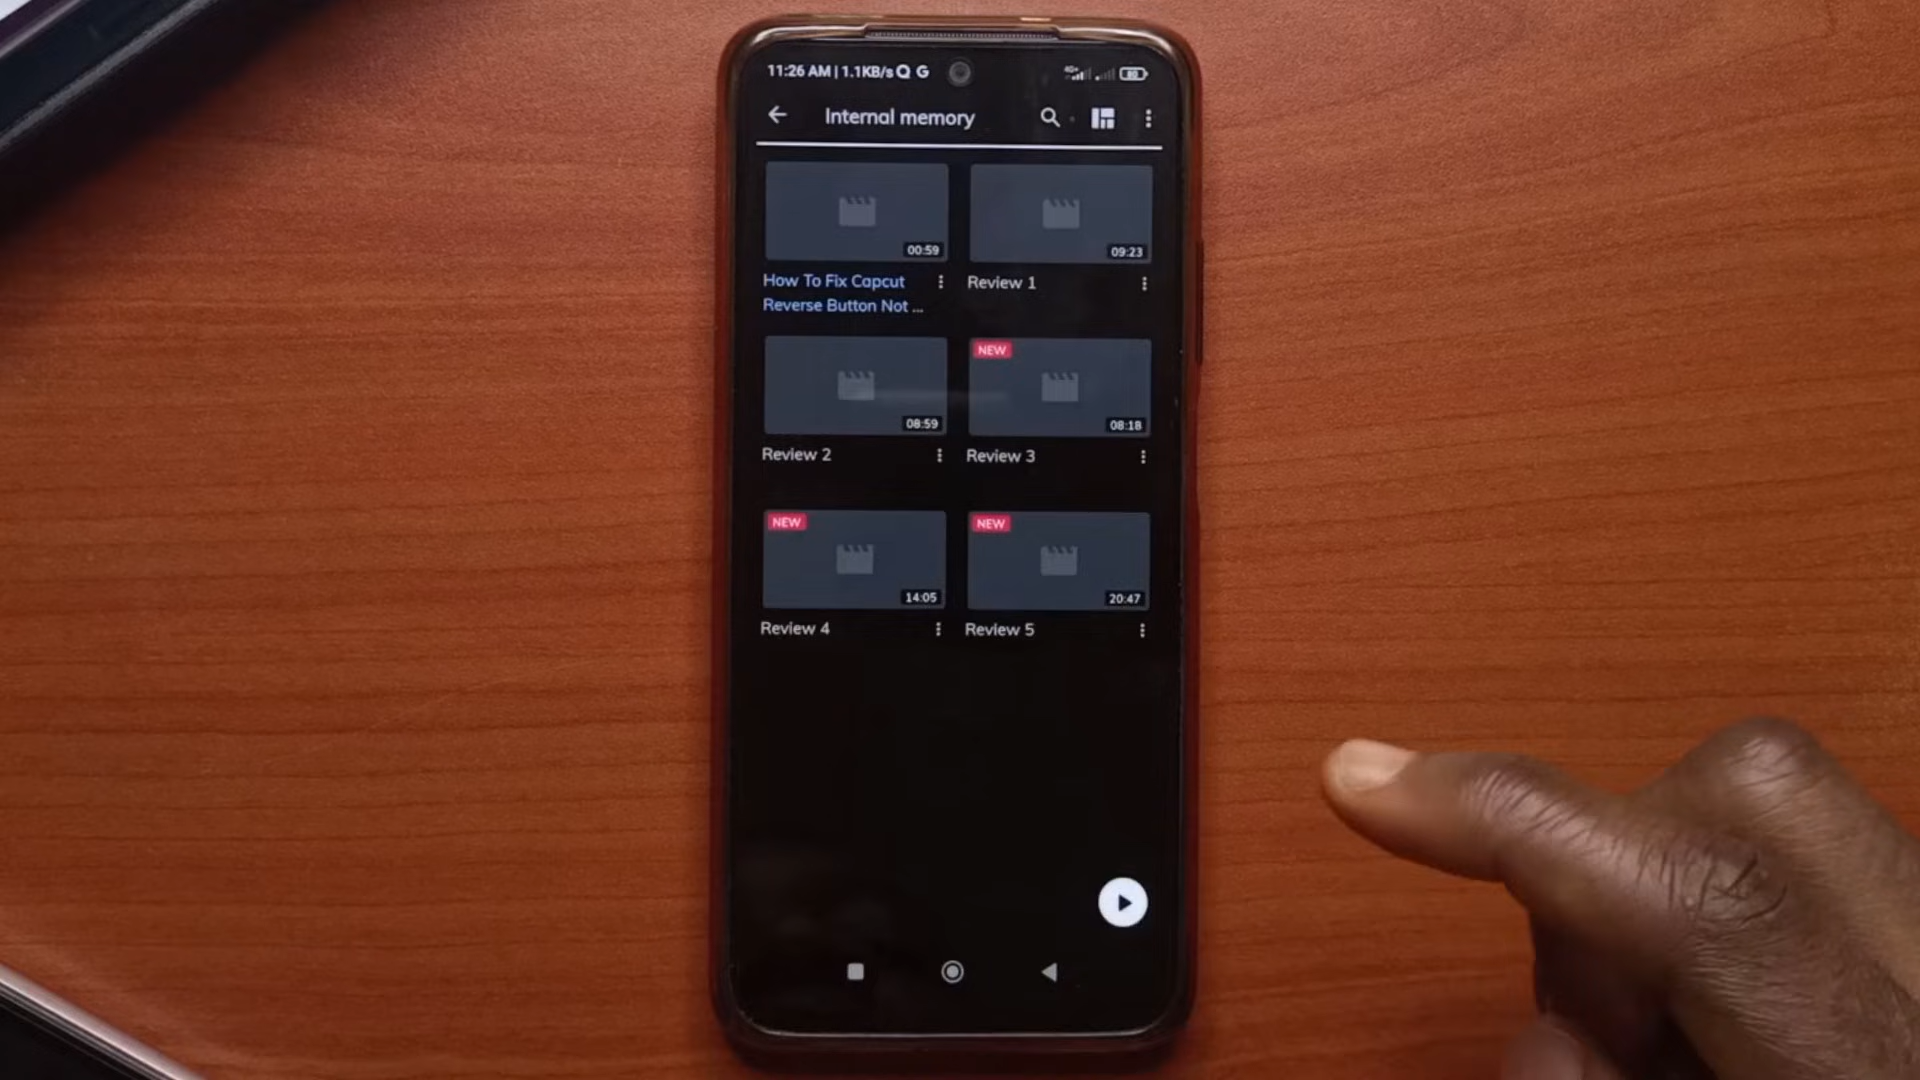 11:26 AM | 1.1KB/s Q G
4G+
80
Internal memory
00:59
09:23
How To Fix Capcut
Reverse Button Not ...
Review 1
NEW
08:59
08:18
Review 2
Review 3
NEW
NEW
14:05
20:47
Review 4
Review 5